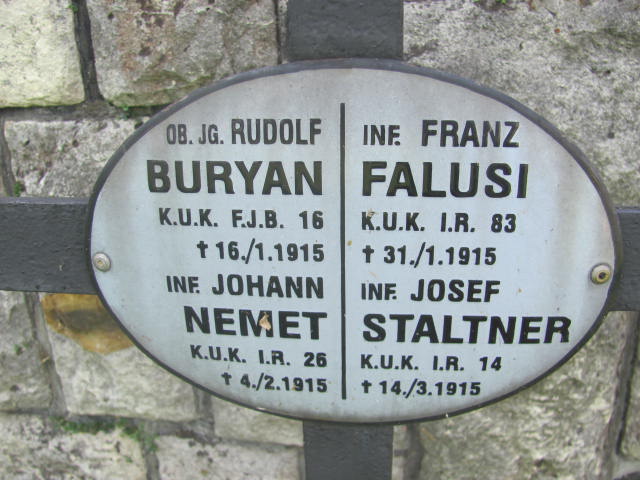 OB. JG. RUDOLF
BURYAN
K.U.K. F.J.B. 16
† 16./1.1915
INF. JOHANN
NEMET
K.U.K. I.R. 26
† 4./2.1915
INF. FRANZ
FALUSI
K.U.K. I.R. 83
† 31./1.1915
INF. JOSEF
STALTNER
K.U.K. I.R. 14
† 14./3.1915